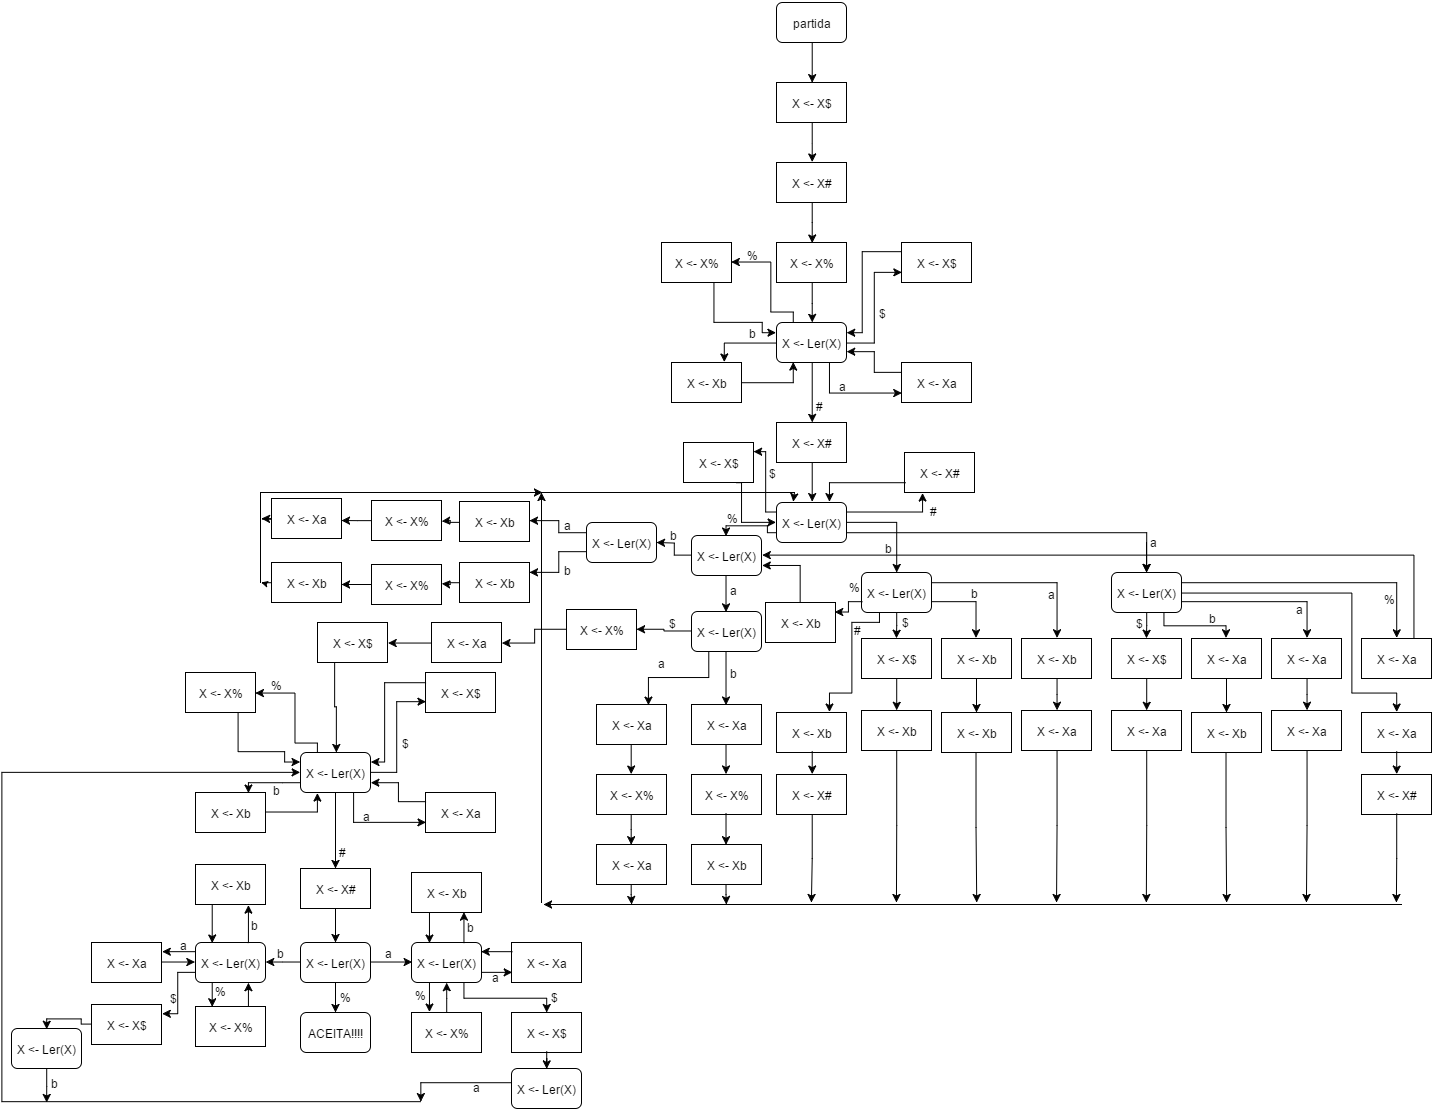 partida
X <- X$
X <- X#
X <- X%
%
X <- X%
X <- X$
$
X <- Ler(X)
b
X <- Xb
a
X <- Xa
#
X <- X#
X <- X$
$
X <- X#
#
X <- Ler(X)
%
b
a
X <- Xa
X <- X%
X <- Xb
a
X <- Ler(X)
b
X <- Ler(X)
b
X <- Xb
X <- X%
X <- Xb
a
X <- Ler(X)
$
X <- X%
X <- Xa
X <- X$
a
b
X <- Xa
X <- X%
X <- Xa
X <- Xa
X <- X%
X <- Xb
X <- Ler(X)
%
X <- Xb
#
X <- Xb
X <- X#
$
X <- X$
X <- Xb
b
X <- Xb
X <- Xb
a
X <- Xb
X <- Xa
X <- Ler(X)
$
X <- X$
X <- Xa
b
X <- Xa
X <- Xb
a
X <- Xa
X <- Xa
%
X <- Xa
X <- Xa
X <- X#
X <- X%
%
X <- X$
$
X <- Ler(X)
b
X <- Xb
a
X <- Xa
#
X <- X#
X <- Ler(X)
b
a
%
ACEITA!!!!
X <- Xb
b
X <- Ler(X)
a
X <- Xa
%
X <- X%
$
X <- X$
X <- Ler(X)
b
X <- Xb
b
X <- Ler(X)
a
X <- Xa
%
X <- X%
$
X <- X$
X <- Ler(X)
a